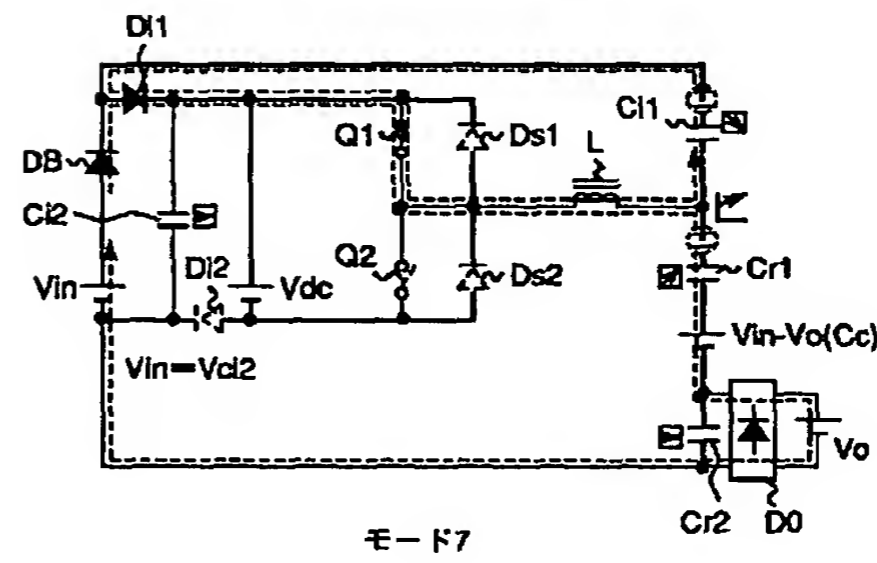 Di1
Ci1
Q1
Ds1
L
DB
Ci2
Di2
Q2
Ds2
Cr1
Vin
Vdc
Vin-Vo(Cc)
Vin=Vci2
Vo
Cr2
D0
モード7